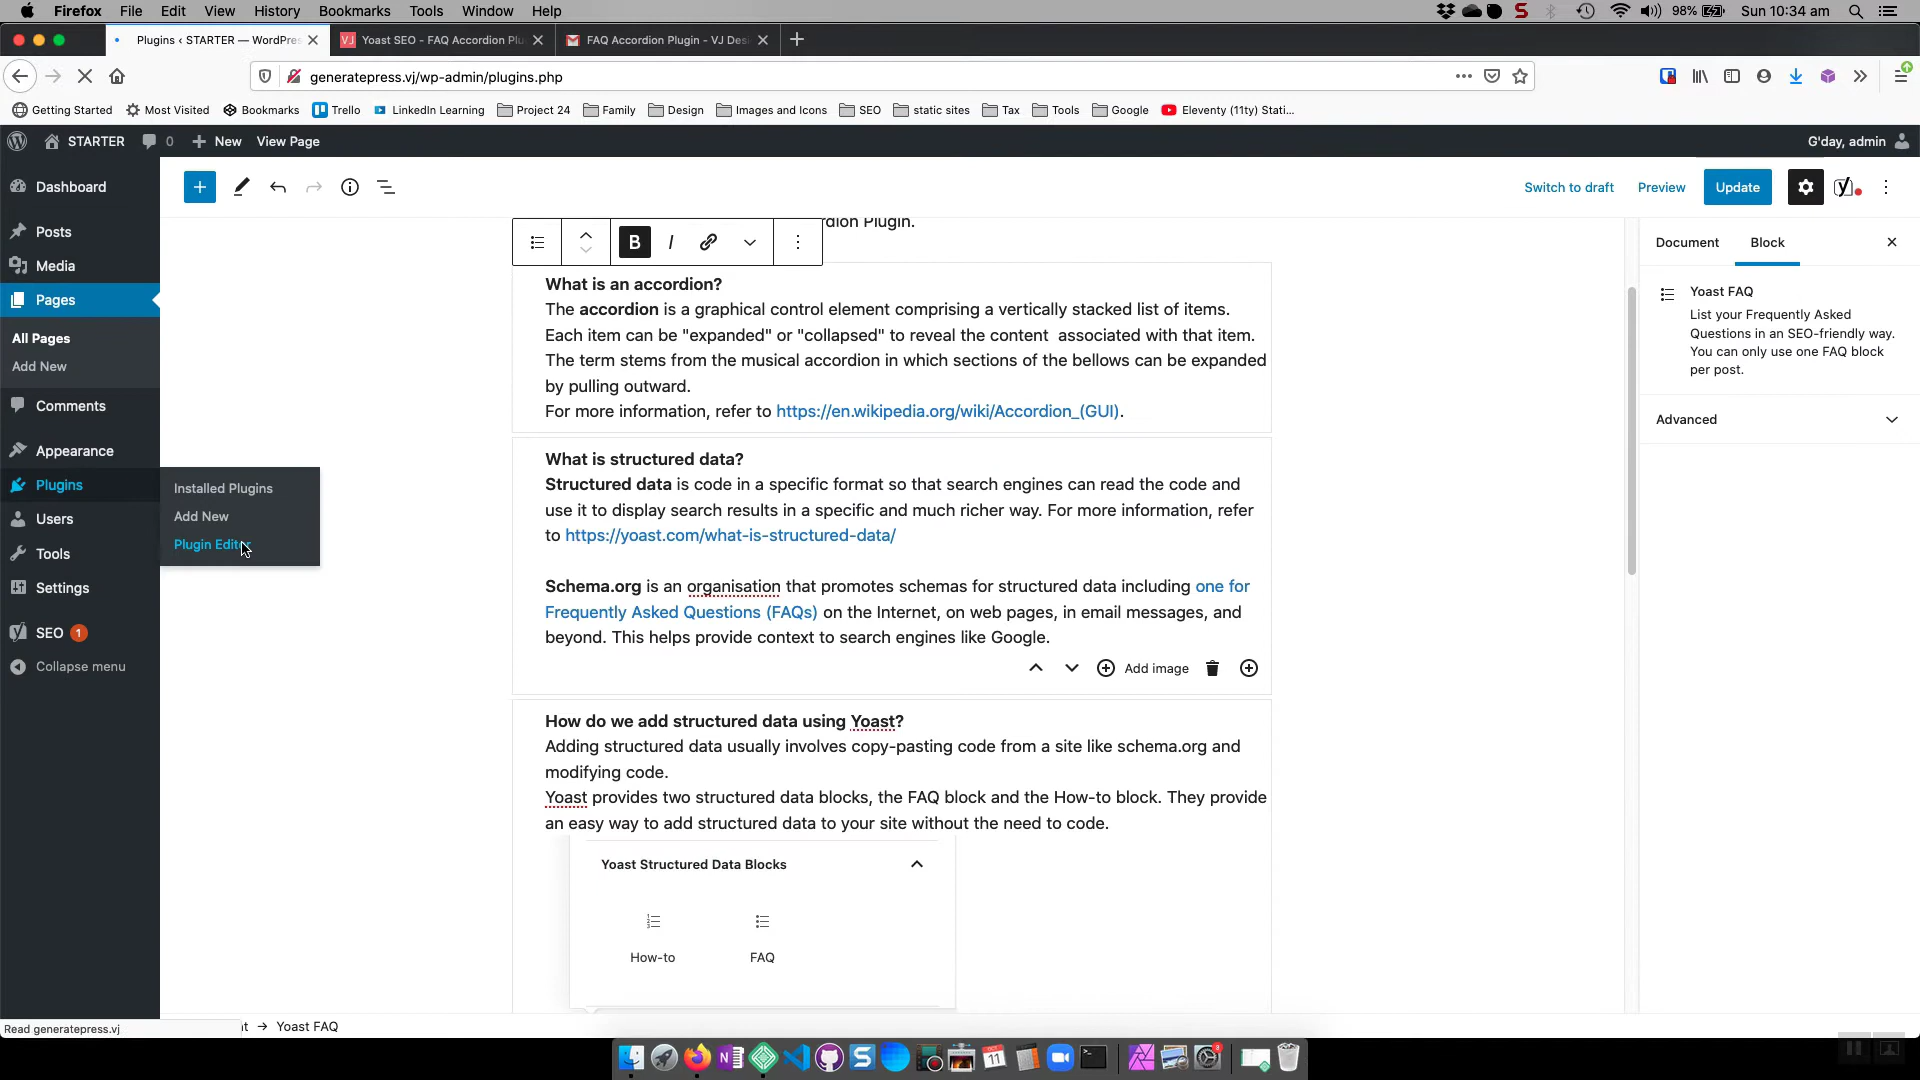 Firefox File Edit View History Bookmarks Tools Window Help
98% Sun 10:34 am
Plugins ‹ STARTER — WordPres
Yoast SEO - FAQ Accordion Plu
FAQ Accordion Plugin - VJ Des
generatepress.vj/wp-admin/plugins.php
Getting Started Most Visited Bookmarks Trello LinkedIn Learning Project 24 Family Design Images and Icons SEO static sites Tax Tools Google Eleventy (11ty) Stati...
STARTER 0 New View Page
G'day, admin
Dashboard
Posts
Media
Pages
All Pages
Add New
Comments
Appearance
Plugins
Installed Plugins
Add New
Plugin Editor
Users
Tools
Settings
SEO 1
Collapse menu
Switch to draft Preview Update
rdion Plugin.
B I
What is an accordion?
The accordion is a graphical control element comprising a vertically stacked list of items.
Each item can be "expanded" or "collapsed" to reveal the content associated with that item.
The term stems from the musical accordion in which sections of the bellows can be expanded
by pulling outward.
For more information, refer to https://en.wikipedia.org/wiki/Accordion_(GUI).
What is structured data?
Structured data is code in a specific format so that search engines can read the code and
use it to display search results in a specific and much richer way. For more information, refer
to https://yoast.com/what-is-structured-data/
Schema.org is an organisation that promotes schemas for structured data including one for
Frequently Asked Questions (FAQs) on the Internet, on web pages, in email messages, and
beyond. This helps provide context to search engines like Google.
Add image
How do we add structured data using Yoast?
Adding structured data usually involves copy-pasting code from a site like schema.org and
modifying code.
Yoast provides two structured data blocks, the FAQ block and the How-to block. They provide
an easy way to add structured data to your site without the need to code.
Yoast Structured Data Blocks
How-to FAQ
Document Block
Yoast FAQ
List your Frequently Asked
Questions in an SEO-friendly way.
You can only use one FAQ block
per post.
Advanced
Read generatepress.vj
nt → Yoast FAQ